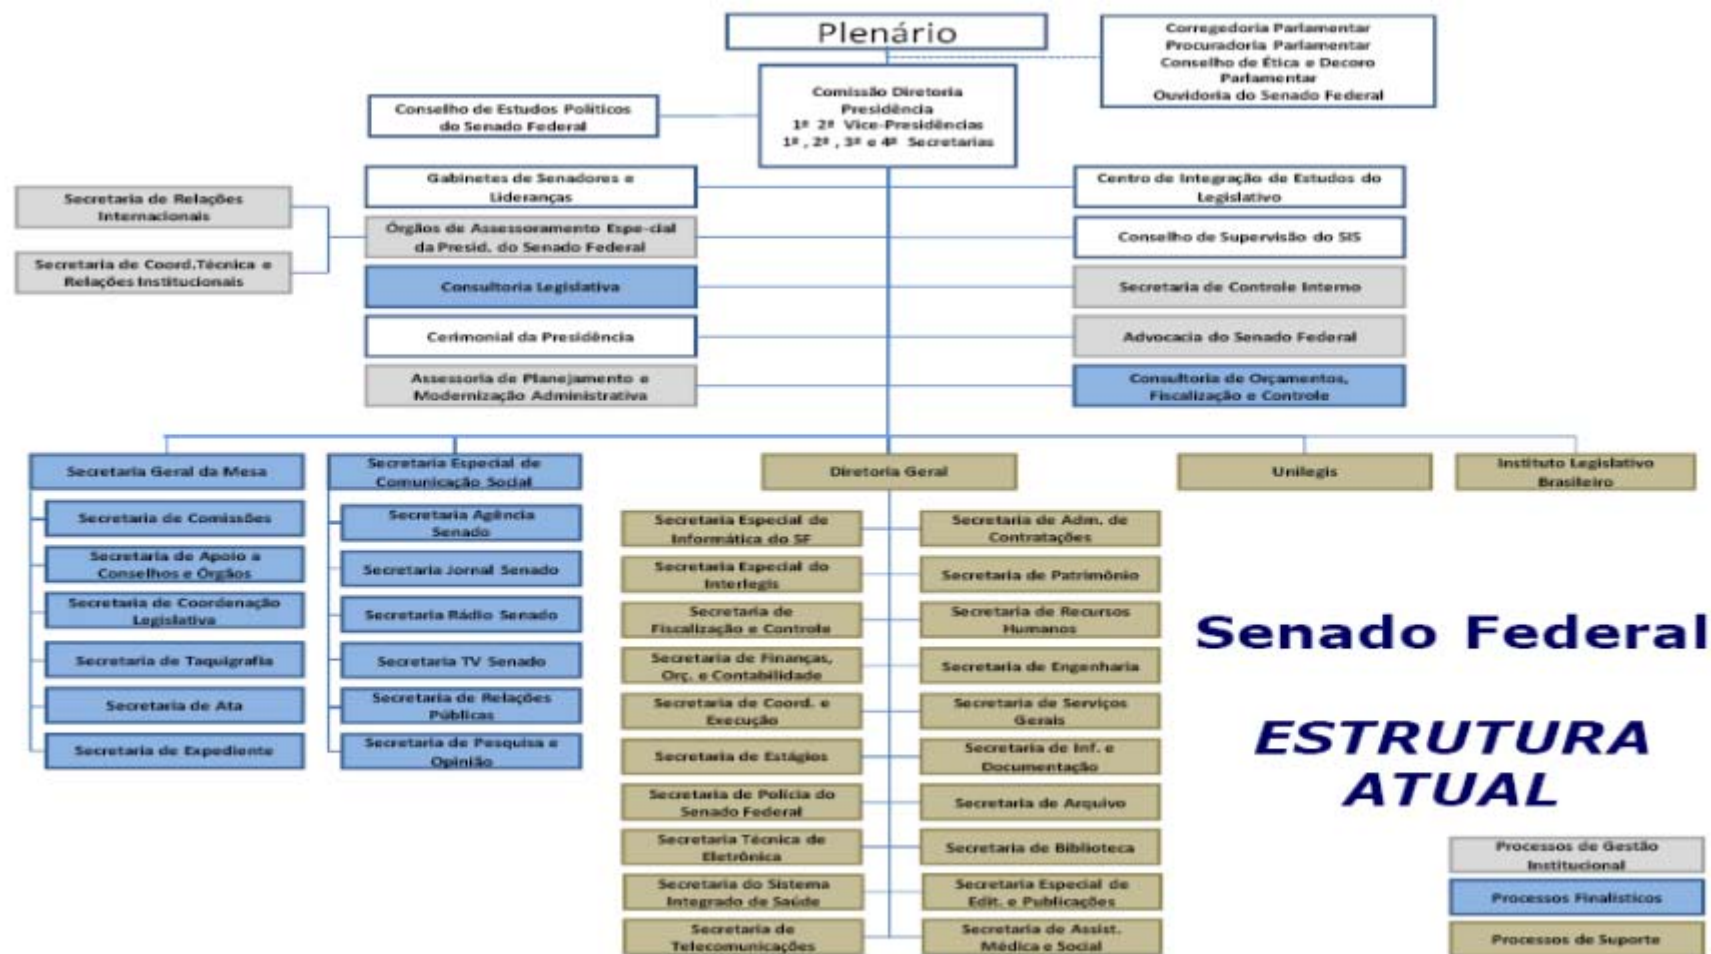 Plenário
Corregedoria Parlamentar
Procuradoria Parlamentar
Conselho de Ética e Decoro
Parlamentar
Ouvidoria do Senado Federal
Comissão Diretoria
Presidência
1ª 2ª Vice-Presidências
1ª , 2ª , 3ª e 4ª Secretarias
Conselho de Estudos Políticos
do Senado Federal
Gabinetes de Senadores e
Lideranças
Centro de Integração de Estudos do
Legislativo
Secretaria de Relações
Internacionais
Órgãos de Assessoramento Espe-cial
da Presid. do Senado Federal
Conselho de Supervisão do SIS
Secretaria de Coord.Técnica e
Relações Institucionais
Consultoria Legislativa
Secretaria de Controle Interno
Cerimonial da Presidência
Advocacia do Senado Federal
Assessoria de Planejamento e
Modernização Administrativa
Consultoria de Orçamentos,
Fiscalização e Controle
Secretaria Geral da Mesa
Secretaria de Comissões
Secretaria de Apoio a
Conselhos e Órgãos
Secretaria de Coordenação
Legislativa
Secretaria de Taquigrafia
Secretaria de Ata
Secretaria de Expediente
Secretaria Especial de
Comunicação Social
Secretaria Agência
Senado
Secretaria Jornal Senado
Secretaria Rádio Senado
Secretaria TV Senado
Secretaria de Relações
Públicas
Secretaria de Pesquisa e
Opinião
Diretoria Geral
Secretaria Especial de
Informática do SF
Secretaria Especial do
Interlegis
Secretaria de
Fiscalização e Controle
Secretaria de Finanças,
Orç. e Contabilidade
Secretaria de Coord. e
Execução
Secretaria de Estágios
Secretaria de Polícia do
Senado Federal
Secretaria Técnica de
Eletrônica
Secretaria do Sistema
Integrado de Saúde
Secretaria de
Telecomunicações
Secretaria de Adm. de
Contratações
Secretaria de Patrimônio
Secretaria de Recursos
Humanos
Secretaria de Engenharia
Secretaria de Serviços
Gerais
Secretaria de Inf. e
Documentação
Secretaria de Arquivo
Secretaria de Biblioteca
Secretaria Especial de
Edit. e Publicações
Secretaria de Assist.
Médica e Social
Unilegis
Instituto Legislativo
Brasileiro
Senado Federal
ESTRUTURA
ATUAL
Processos de Gestão
Institucional
Processos Finalísticos
Processos de Suporte